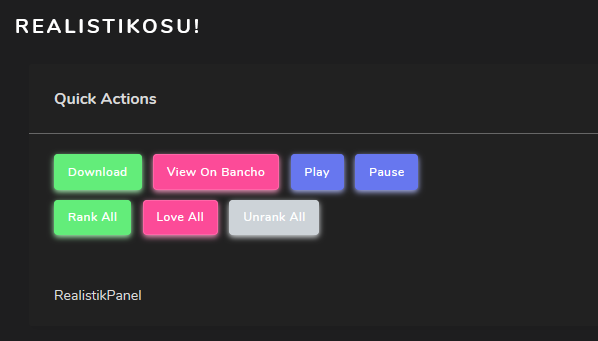 REALISTIKOSU!
Quick Actions
Download View On Bancho Play Pause
Rank All Love All Unrank All
RealistikPanel